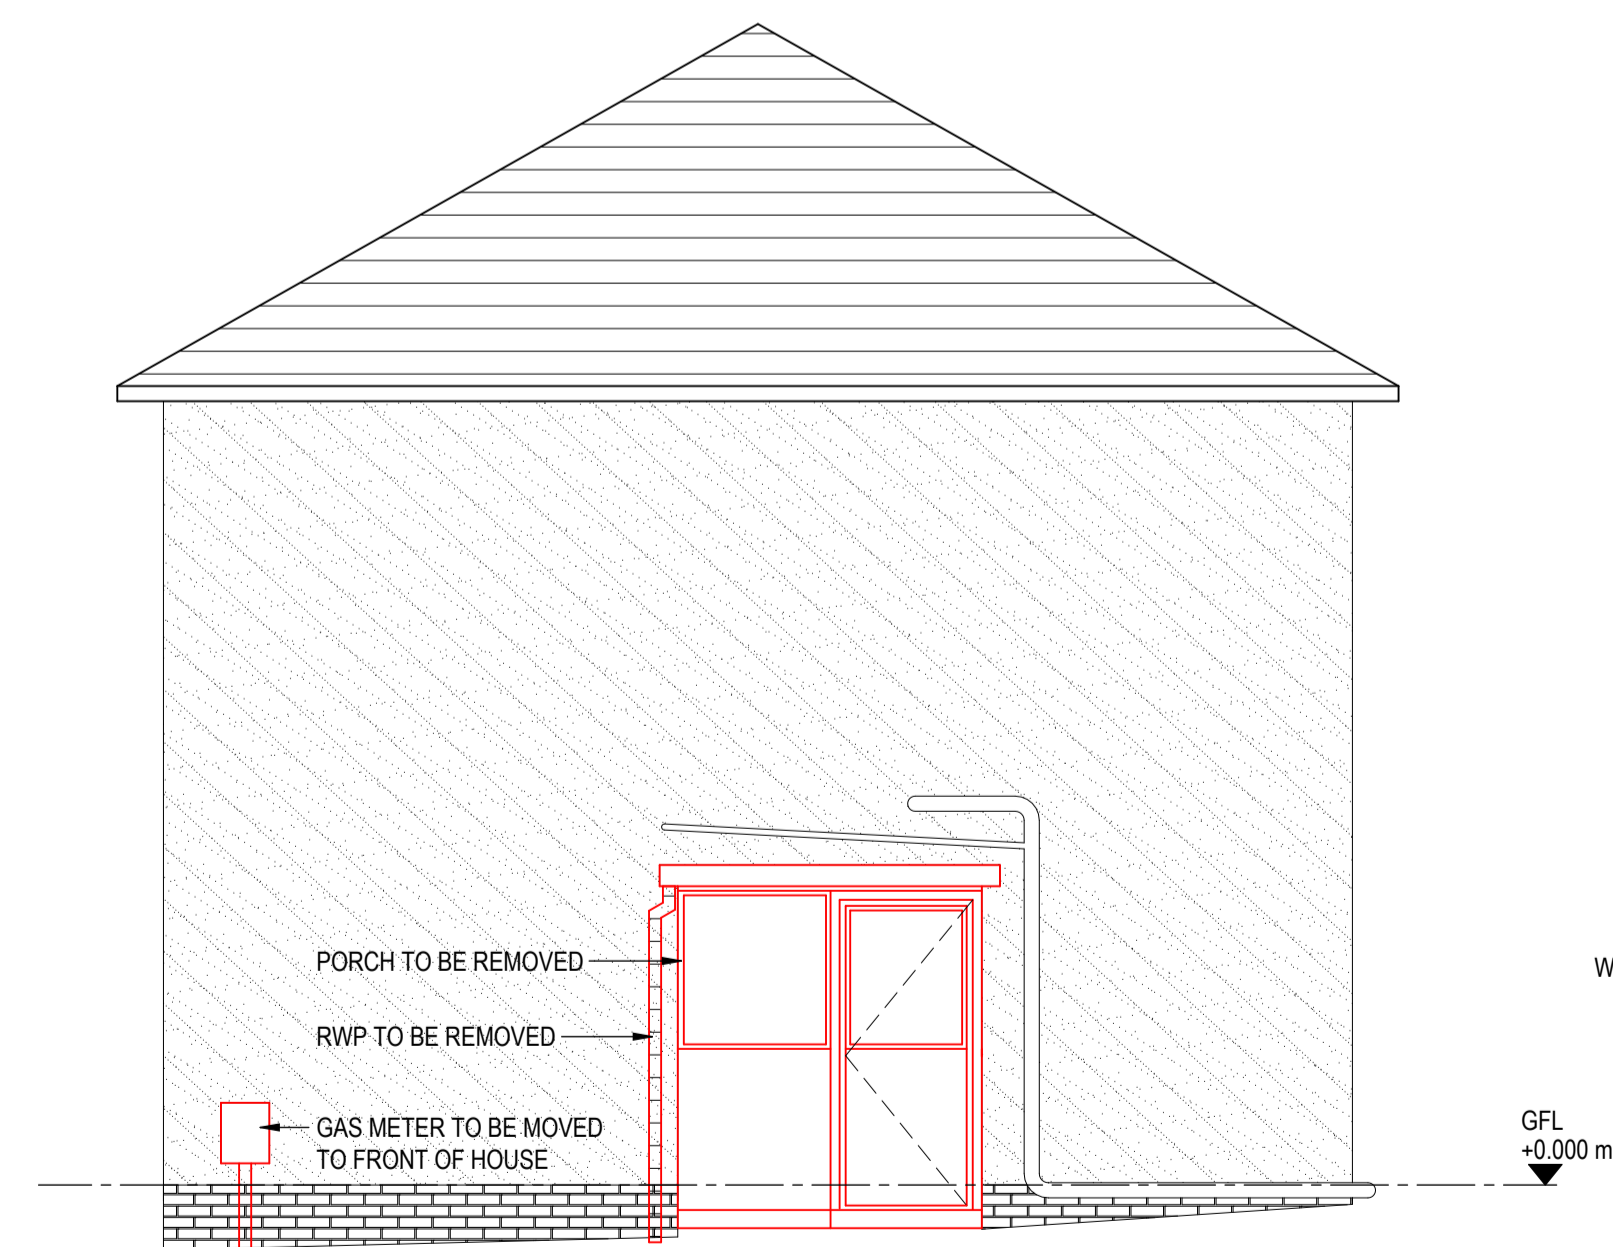 PORCH TO BE REMOVED
RWP TO BE REMOVED
GAS METER TO BE MOVED
TO FRONT OF HOUSE
W
GFL
+0.000 m